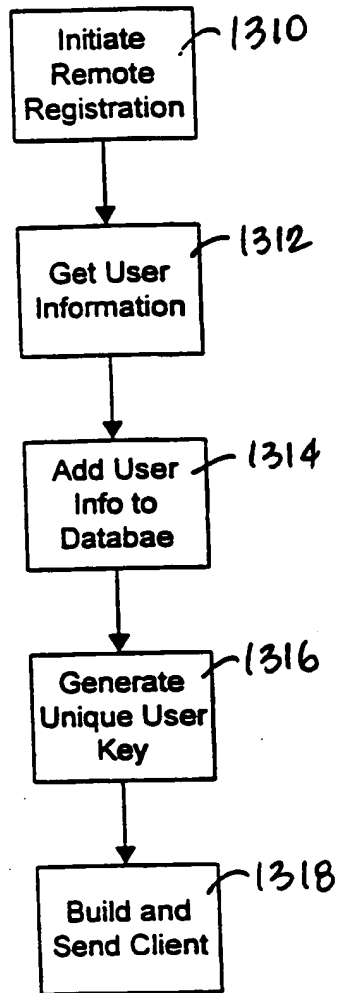 Initiate
Remote
Registration
1310
Get User
Information
1312
Add User
Info to
Databae
1314
Generate
Unique User
Key
1316
Build and
Send Client
1318